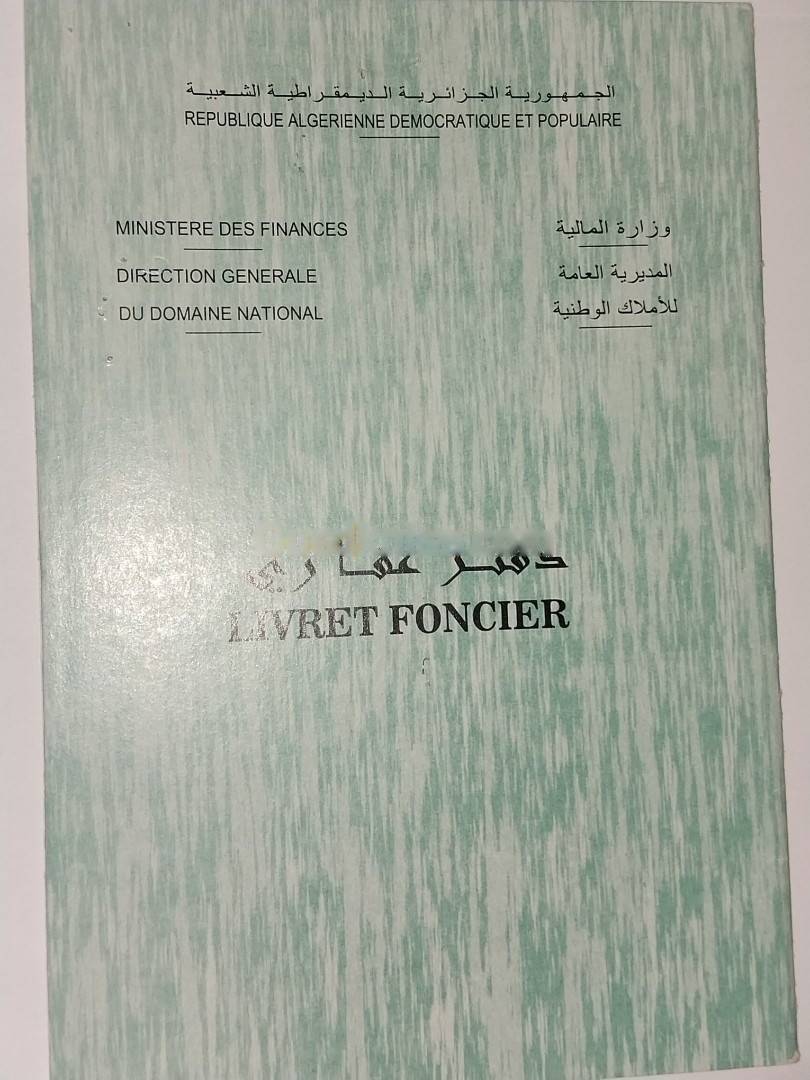 الجمهورية الجزائرية الديمقراطية الشعبية
REPUBLIQUE ALGERIENNE DEMOCRATIQUE ET POPULAIRE
MINISTERE DES FINANCES
وزارة المالية
DIRECTION GENERALE
المديرية العامة
DU DOMAINE NATIONAL
للأملاك الوطنية
دفتر عقاري
LIVRET FONCIER